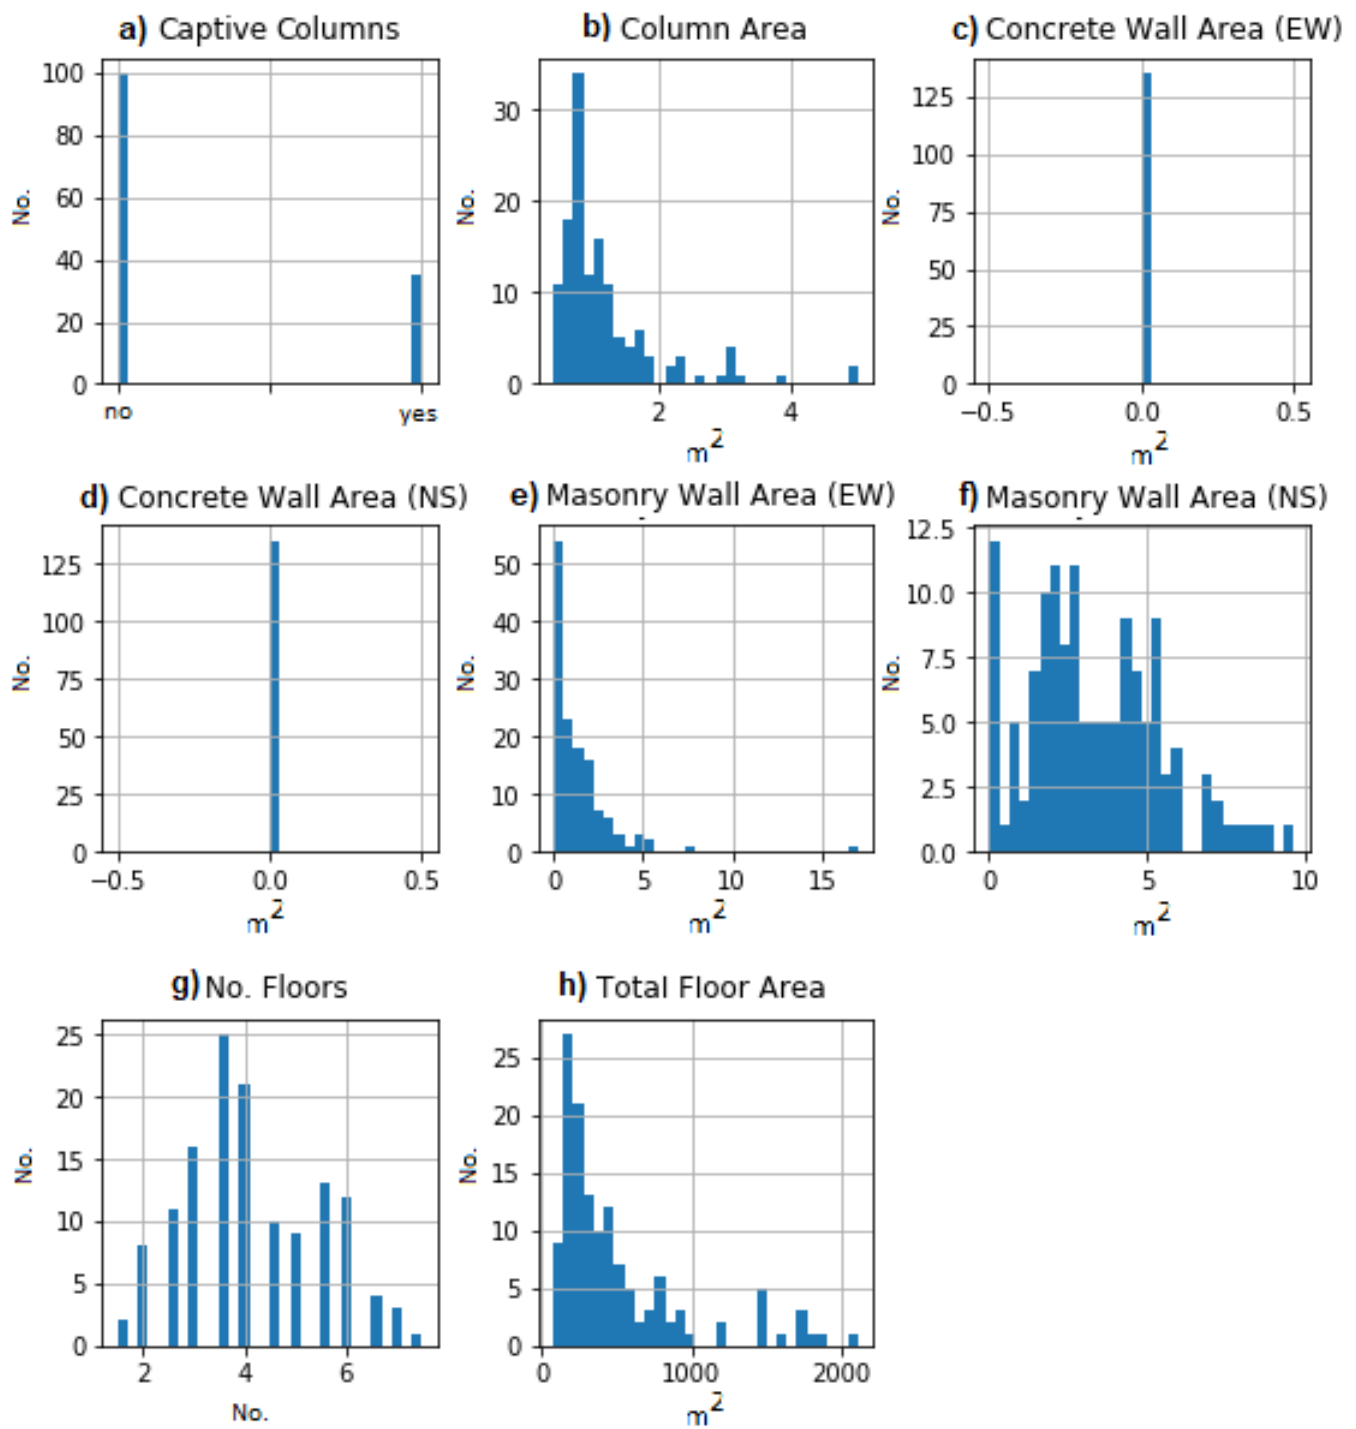 a) Captive Columns
b) Column Area
c) Concrete Wall Area (EW)
100
80
60
40
20
0
No.
no
yes
30
20
10
0
No.
2
4
m²
125
100
75
50
25
0
No.
−0.5
0.0
0.5
m²
d) Concrete Wall Area (NS)
e) Masonry Wall Area (EW)
f) Masonry Wall Area (NS)
125
100
75
50
25
0
No.
−0.5
0.0
0.5
m²
50
40
30
20
10
0
No.
0
5
10
15
12.5
10.0
7.5
5.0
2.5
0.0
No.
0
5
10
m²
g) No. Floors
h) Total Floor Area
25
20
15
10
5
0
No.
2
4
6
No.
25
20
15
10
5
0
No.
0
1000
2000
m²